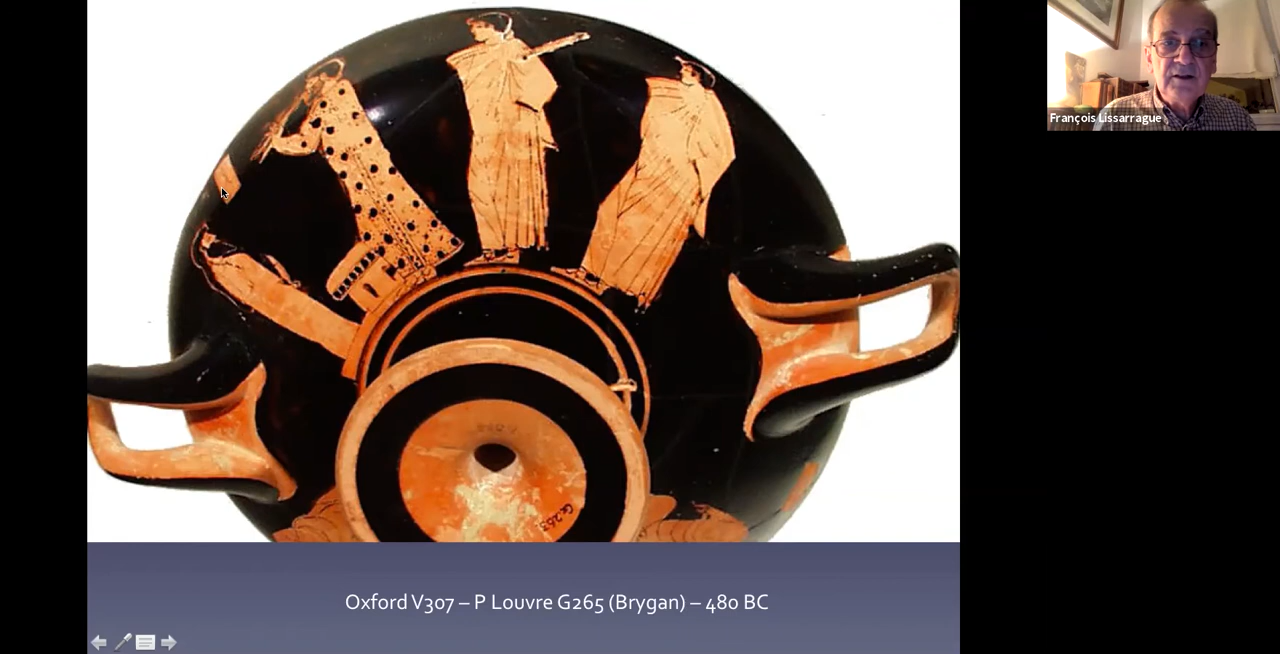 François Lissarrague
Oxford V307 – P Louvre G265 (Brygan) – 480 BC